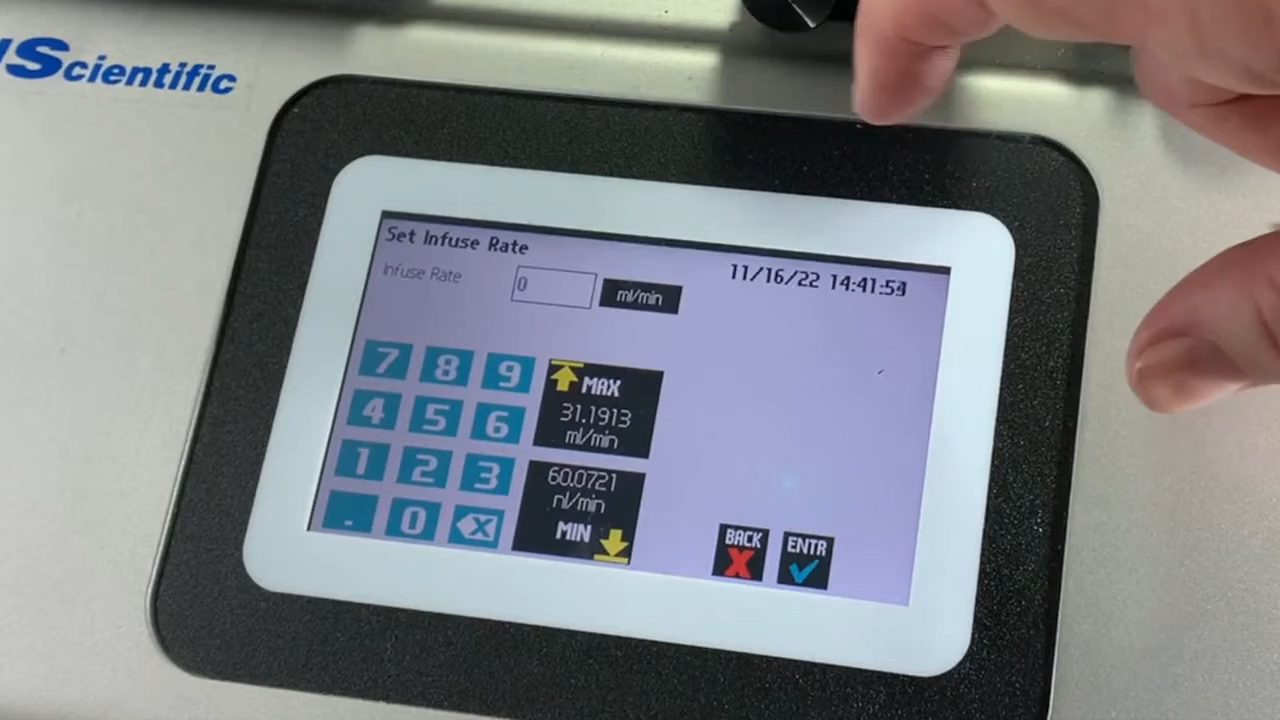 Scientific
Set Infuse Rate
11/16/22 14:41:54
Infuse Rate
0
ml/min
7 8 9
4 5 6
1 2 3
. 0 X
MAX
31.1913
ml/min
60.0721
nl/min
MIN
BACK
X
ENTR